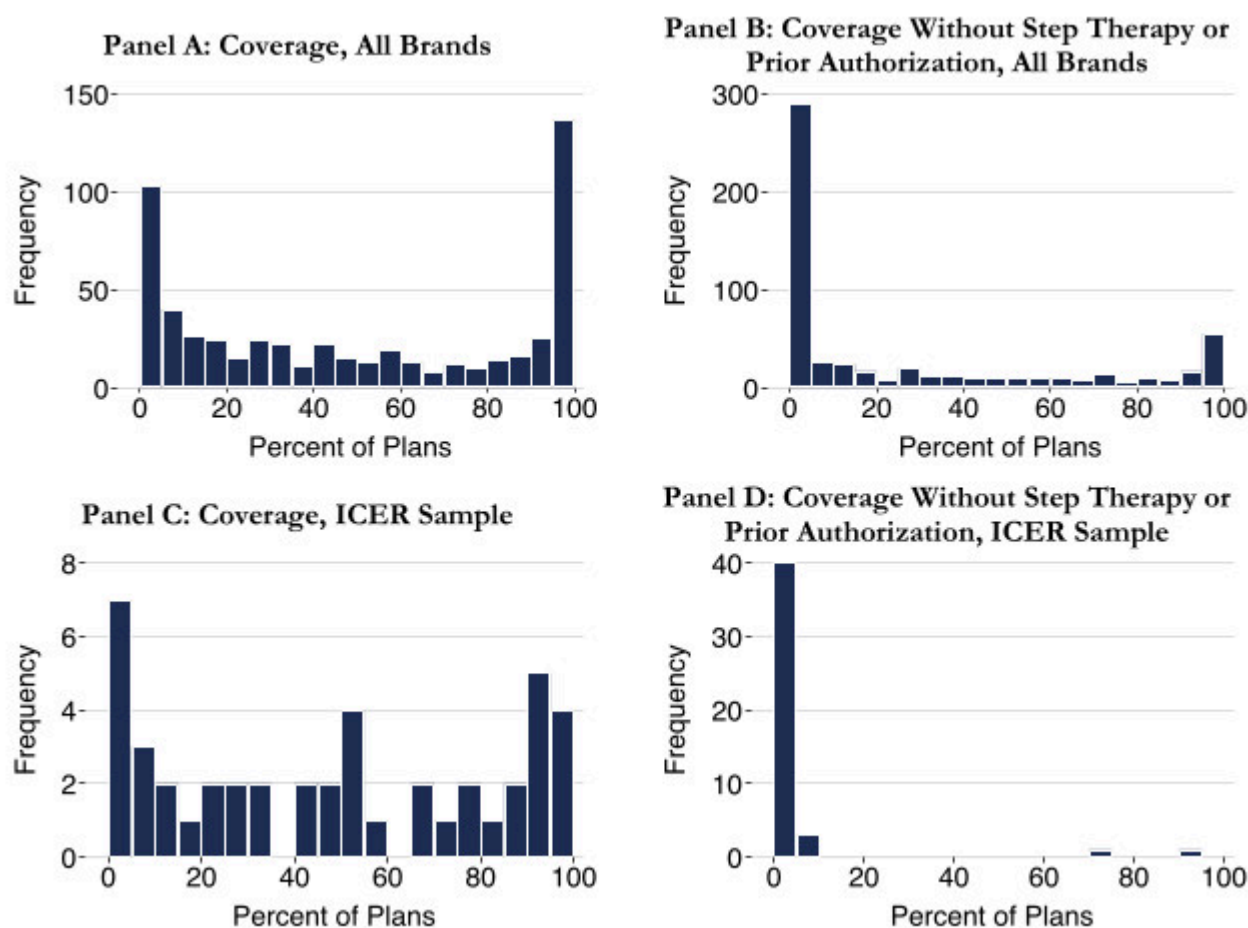 Panel A: Coverage, All Brands
150
100
50
0
Frequency
0 20 40 60 80 100
Percent of Plans
Panel B: Coverage Without Step Therapy or
Prior Authorization, All Brands
300
200
100
0
Frequency
0 20 40 60 80 100
Percent of Plans
Panel C: Coverage, ICER Sample
8
6
4
2
0
Frequency
0 20 40 60 80 100
Percent of Plans
Panel D: Coverage Without Step Therapy or
Prior Authorization, ICER Sample
40
30
20
10
0
Frequency
0 20 40 60 80 100
Percent of Plans